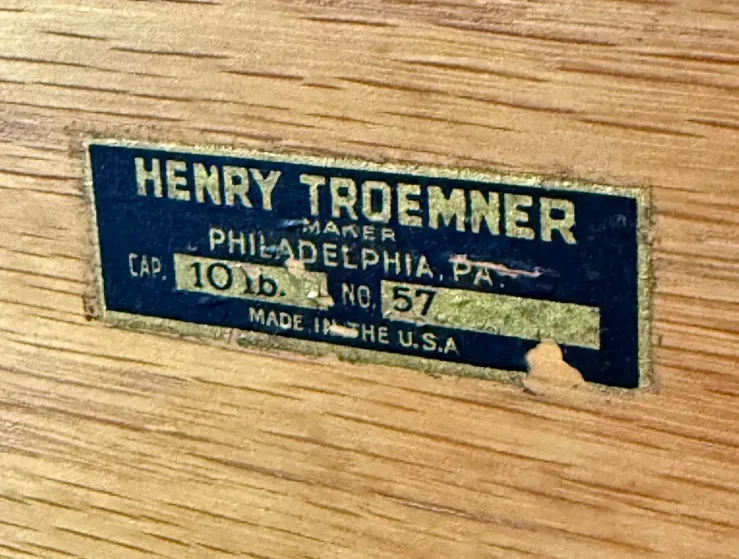 HENRY TROEMNER
MAKER
PHILADELPHIA, PA.
CAP. 10 lb. NO. 57
MADE IN THE U.S.A